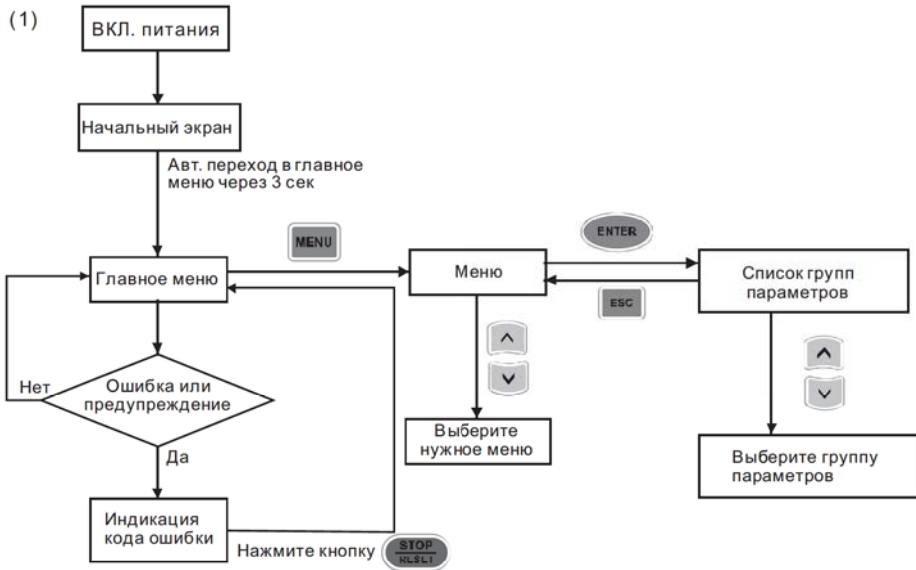 (1)
ВКЛ. питания
Начальный экран
Авт. переход в главное
меню через 3 сек
MENU
ENTER
Главное меню
Меню
ESC
Список групп
параметров
Нет
Ошибка или
предупреждение
Да
Выберите
нужное меню
Выберите группу
параметров
Индикация
кода ошибки
Нажмите кнопку
STOP